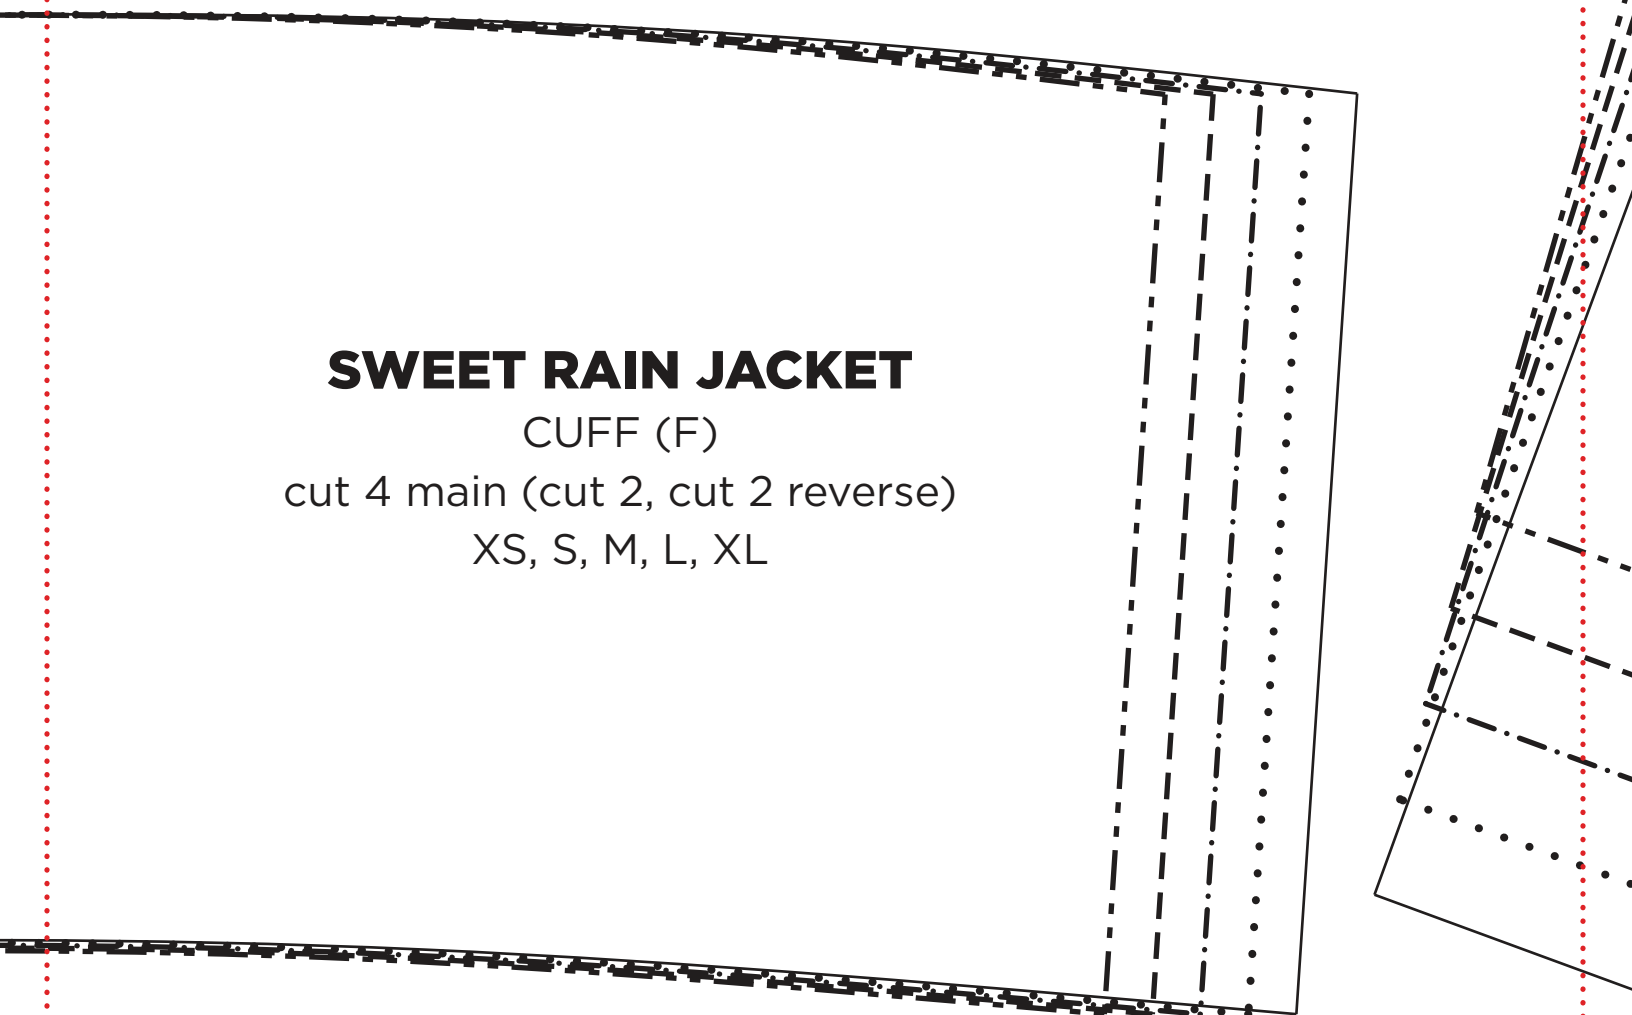 SWEET RAIN JACKET
CUFF (F)
cut 4 main (cut 2, cut 2 reverse)
XS, S, M, L, XL